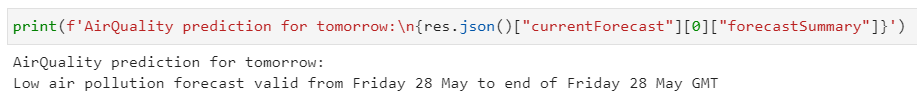 print(f'AirQuality prediction for tomorrow:\n{res.json()["currentForecast"][0]["forecastSummary"]}')
AirQuality prediction for tomorrow:
Low air pollution forecast valid from Friday 28 May to end of Friday 28 May GMT